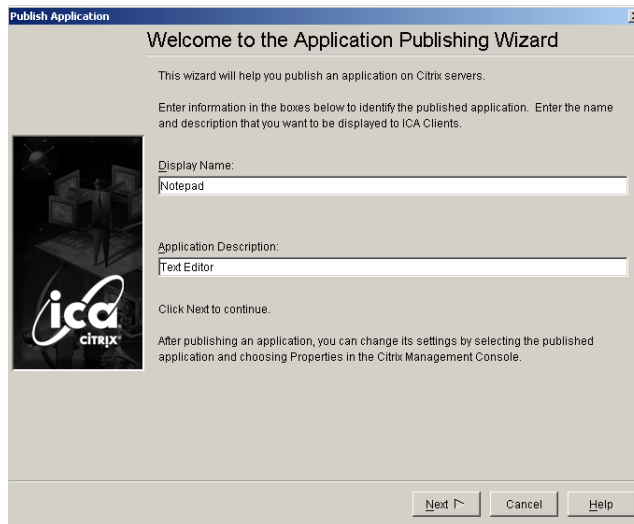 Publish Application
Welcome to the Application Publishing Wizard
This wizard will help you publish an application on Citrix servers.
Enter information in the boxes below to identify the published application. Enter the name
and description that you want to be displayed to ICA Clients.
Display Name:
Notepad
Application Description:
Text Editor
ica
CITRIX
Click Next to continue.
After publishing an application, you can change its settings by selecting the published
application and choosing Properties in the Citrix Management Console.
Next
Cancel
Help